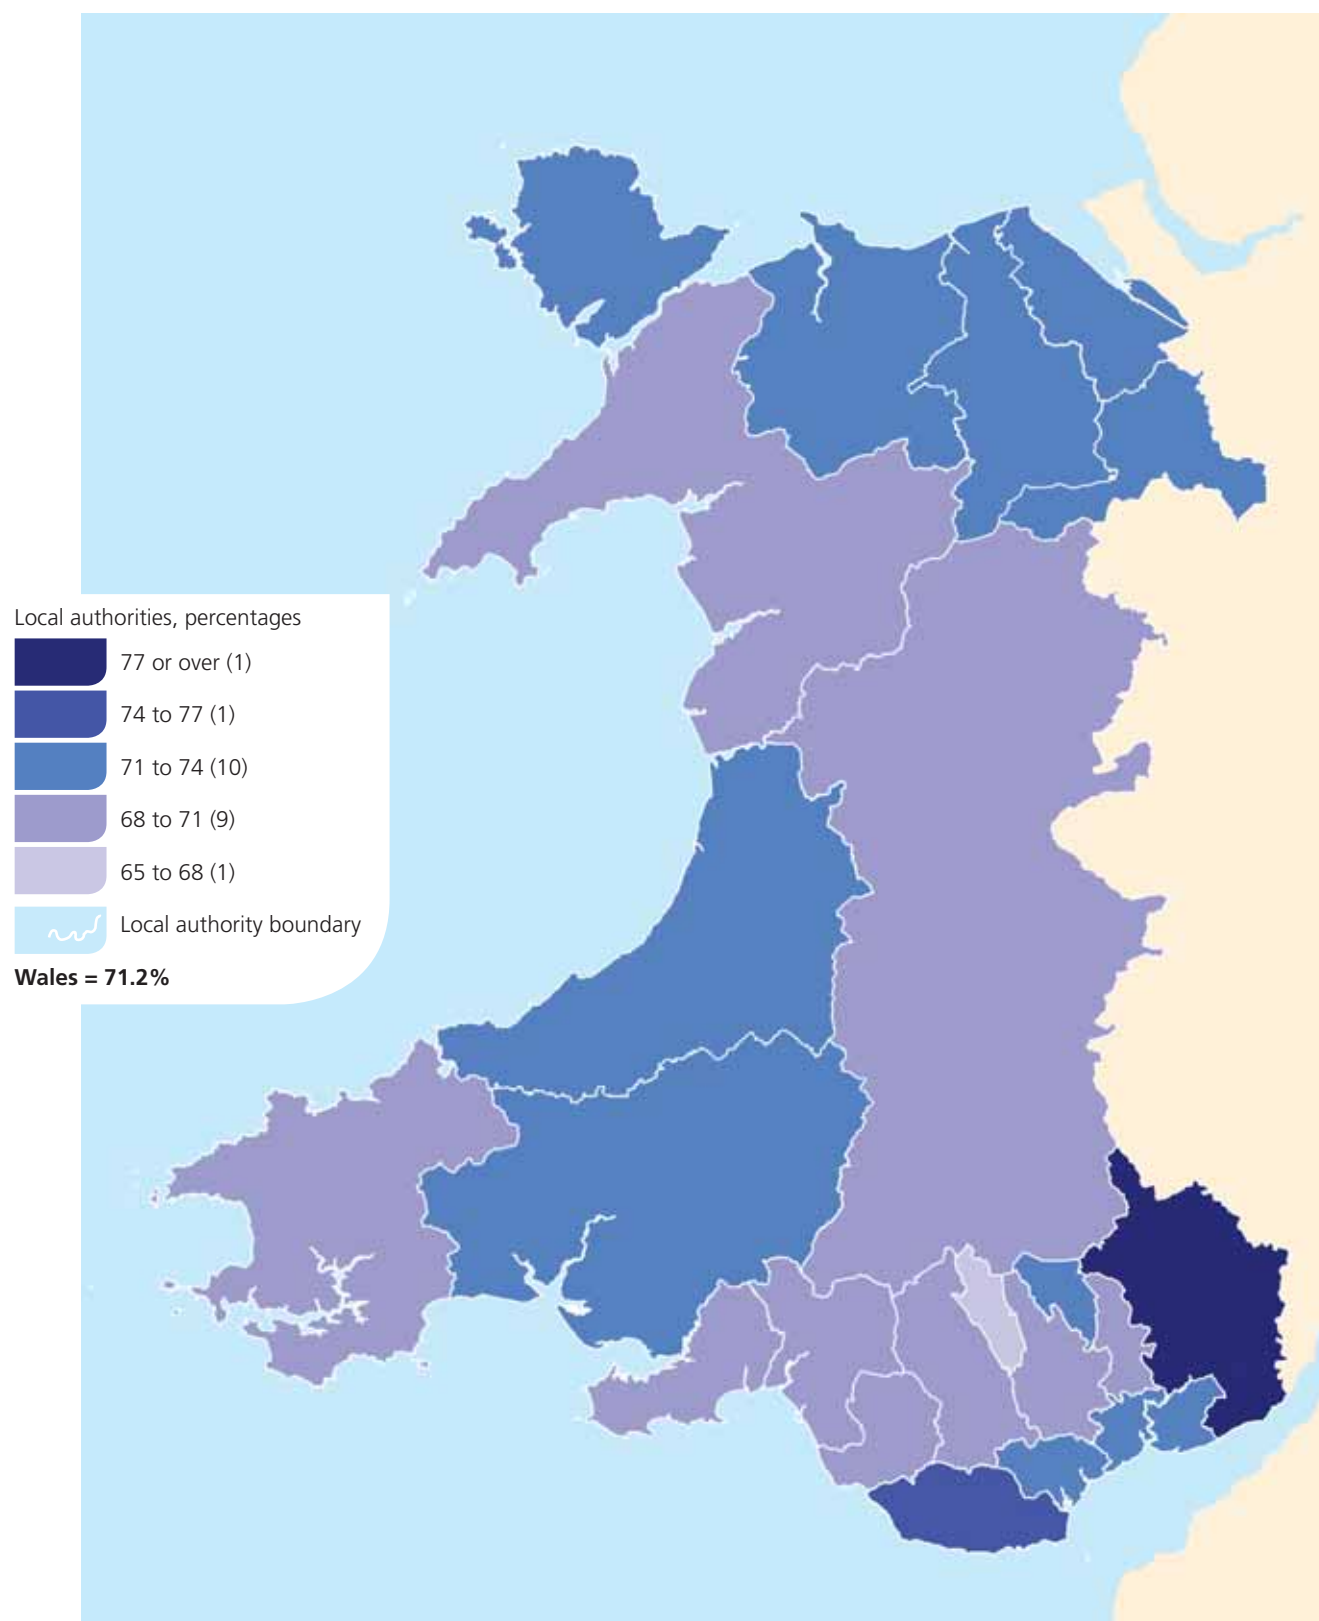 Local authorities, percentages
77 or over (1)
74 to 77 (1)
71 to 74 (10)
68 to 71 (9)
65 to 68 (1)
Local authority boundary
Wales = 71.2%